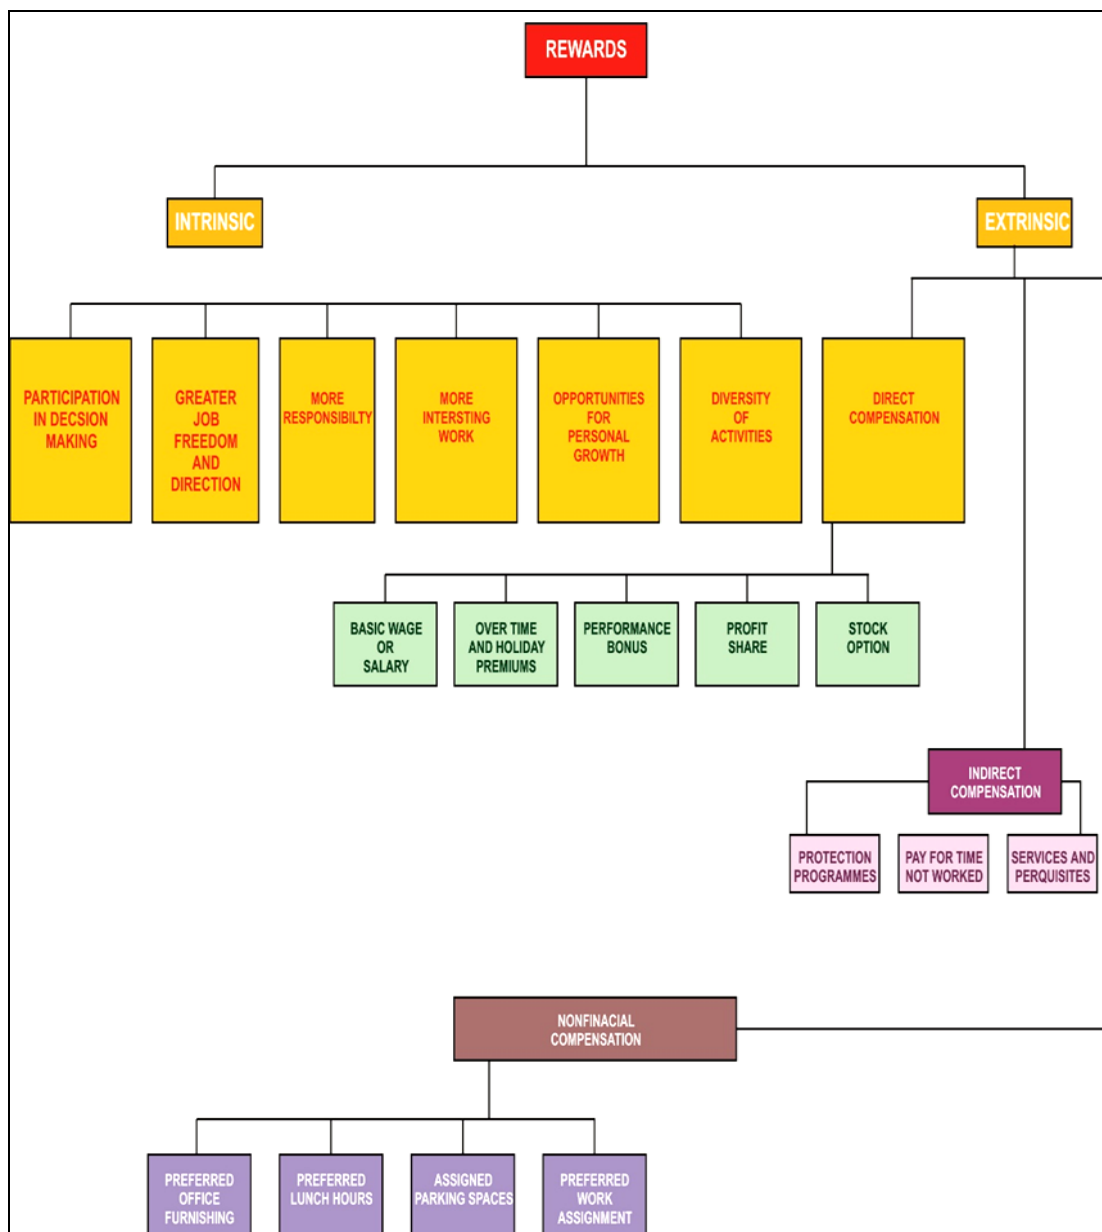 REWARDS
INTRINSIC
EXTRINSIC
PARTICIPATION
IN DECSION
MAKING
GREATER
JOB
FREEDOM
AND
DIRECTION
MORE
RESPONSIBILTY
MORE
INTERSTING
WORK
OPPORTUNITIES
FOR
PERSONAL
GROWTH
DIVERSITY
OF
ACTIVITIES
DIRECT
COMPENSATION
BASIC WAGE
OR
SALARY
OVER TIME
AND HOLIDAY
PREMIUMS
PERFORMANCE
BONUS
PROFIT
SHARE
STOCK
OPTION
INDIRECT
COMPENSATION
PROTECTION
PROGRAMMES
PAY FOR TIME
NOT WORKED
SERVICES AND
PERQUISITES
NONFINACIAL
COMPENSATION
PREFERRED
OFFICE
FURNISHING
PREFERRED
LUNCH HOURS
ASSIGNED
PARKING SPACES
PREFERRED
WORK
ASSIGNMENT